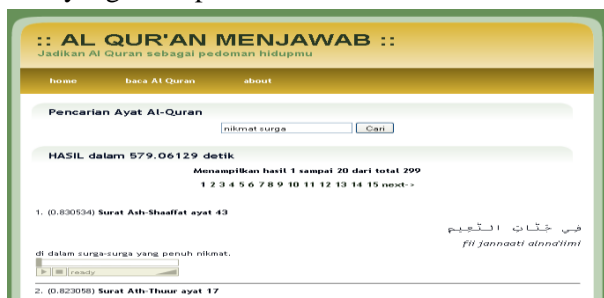 :: AL QUR'AN MENJAWAB ::
Jadikan Al Quran sebagai pedoman hidupmu
home baca Al Quran about
Pencarian Ayat Al-Quran
nikmat surga Cari
HASIL dalam 579.06129 detik
Menampilkan hasil 1 sampai 20 dari total 299
1 2 3 4 5 6 7 8 9 10 11 12 13 14 15 next->
1. (0.830534) Surat Ash-Shaaffat ayat 43
فِي جَنَّاتِ النَّعِيمِ
fii jannaati alnna'iimi
di dalam surga-surga yang penuh nikmat.
ready
2. (0.823058) Surat Ath-Thuur ayat 17